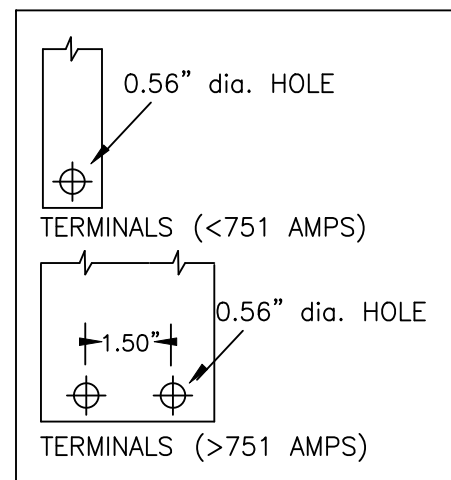 0.56” dia. HOLE
TERMINALS (<751 AMPS)
0.56” dia. HOLE
1.50”
TERMINALS (>751 AMPS)